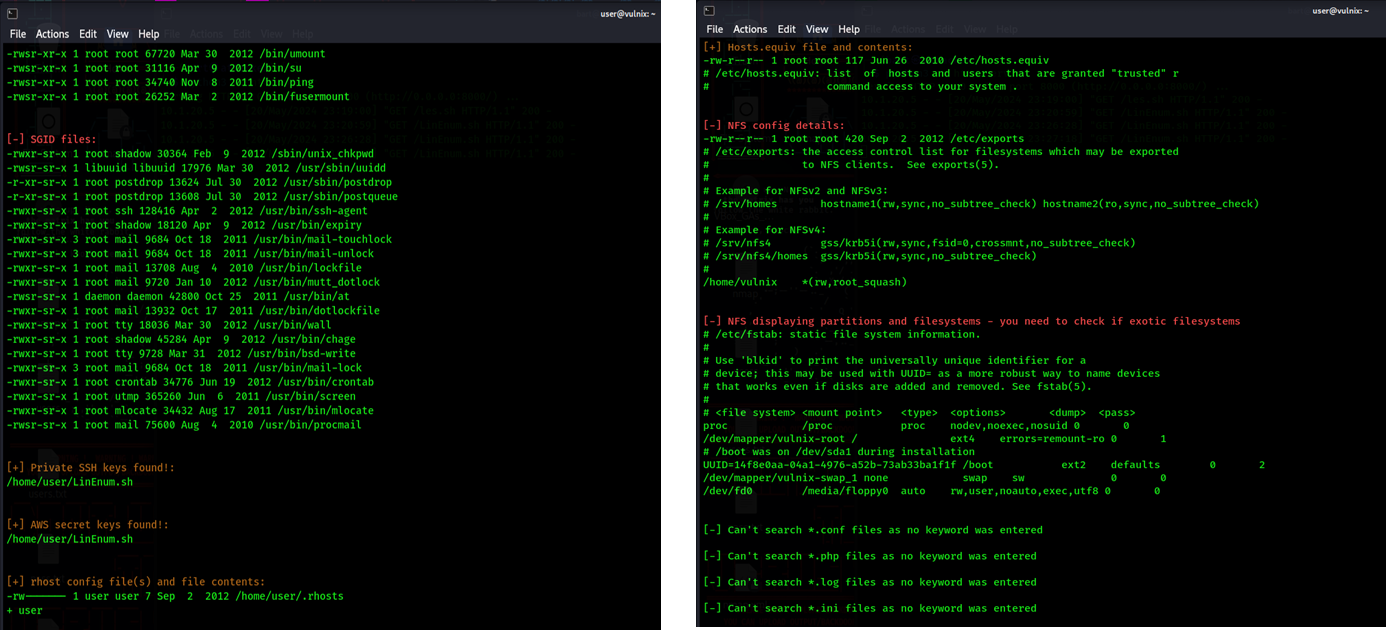 user@vulnix: ~
File Actions Edit View Help
-rwsr-xr-x 1 root root 67720 Mar 30  2012 /bin/umount
-rwsr-xr-x 1 root root 31116 Apr  9  2012 /bin/su
-rwsr-xr-x 1 root root 34740 Nov  8  2011 /bin/ping
-rwsr-xr-x 1 root root 26252 Mar  2  2012 /bin/fusermount
[-] SGID files:
-rwxr-sr-x 1 root shadow 30364 Feb  9  2012 /sbin/unix_chkpwd
-rwsr-sr-x 1 libuuid libuuid 17976 Mar 30  2012 /usr/sbin/uuidd
-r-xr-sr-x 1 root postdrop 13624 Jul 30  2012 /usr/sbin/postdrop
-r-xr-sr-x 1 root postdrop 13608 Jul 30  2012 /usr/sbin/postqueue
-rwxr-sr-x 1 root ssh 128416 Apr  2  2012 /usr/bin/ssh-agent
-rwxr-sr-x 1 root shadow 18120 Apr  9  2012 /usr/bin/expiry
-rwxr-sr-x 3 root mail 9684 Oct 18  2011 /usr/bin/mail-touchlock
-rwxr-sr-x 3 root mail 9684 Oct 18  2011 /usr/bin/mail-unlock
-rwxr-sr-x 1 root mail 13708 Aug  4  2010 /usr/bin/lockfile
-rwxr-sr-x 1 root mail 9720 Jan 10  2012 /usr/bin/mutt_dotlock
-rwsr-sr-x 1 daemon daemon 42800 Oct 25  2011 /usr/bin/at
-rwxr-sr-x 1 root mail 13932 Oct 17  2011 /usr/bin/dotlockfile
-rwxr-sr-x 1 root tty 18036 Mar 30  2012 /usr/bin/wall
-rwxr-sr-x 1 root shadow 45284 Apr  9  2012 /usr/bin/chage
-rwxr-sr-x 1 root tty 9728 Mar 31  2012 /usr/bin/bsd-write
-rwxr-sr-x 3 root mail 9684 Oct 18  2011 /usr/bin/mail-lock
-rwxr-sr-x 1 root crontab 34776 Jun 19  2012 /usr/bin/crontab
-rwxr-sr-x 1 root utmp 365260 Jun  6  2011 /usr/bin/screen
-rwxr-sr-x 1 root mlocate 34432 Aug 17  2011 /usr/bin/mlocate
-rwsr-sr-x 1 root mail 75600 Aug  4  2010 /usr/bin/procmail
[+] Private SSH keys found!:
/home/user/LinEnum.sh
[+] AWS secret keys found!:
/home/user/LinEnum.sh
[+] rhost config file(s) and file contents:
-rw------- 1 user user 7 Sep  2  2012 /home/user/.rhosts
+ user
user@vulnix: ~
File Actions Edit View Help
[+] Hosts.equiv file and contents:
-rw-r--r-- 1 root root 117 Jun 26  2010 /etc/hosts.equiv
# /etc/hosts.equiv: list  of  hosts  and  users  that are granted "trusted" r
#                   command access to your system .
[-] NFS config details:
-rw-r--r-- 1 root root 420 Sep  2  2012 /etc/exports
# /etc/exports: the access control list for filesystems which may be exported
#               to NFS clients.  See exports(5).
#
# Example for NFSv2 and NFSv3:
# /srv/homes       hostname1(rw,sync,no_subtree_check) hostname2(ro,sync,no_subtree_check)
#
# Example for NFSv4:
# /srv/nfs4        gss/krb5i(rw,sync,fsid=0,crossmnt,no_subtree_check)
# /srv/nfs4/homes  gss/krb5i(rw,sync,no_subtree_check)
#
/home/vulnix    *(rw,root_squash)
[-] NFS displaying partitions and filesystems - you need to check if exotic filesystems
# /etc/fstab: static file system information.
#
# Use 'blkid' to print the universally unique identifier for a
# device; this may be used with UUID= as a more robust way to name devices
# that works even if disks are added and removed. See fstab(5).
#
# <file system> <mount point>   <type>  <options>       <dump>  <pass>
proc            /proc           proc    nodev,noexec,nosuid 0       0
/dev/mapper/vulnix-root /               ext4    errors=remount-ro 0       1
# /boot was on /dev/sda1 during installation
UUID=14f8e0aa-04a1-4976-a52b-73ab33ba1f1f /boot           ext2    defaults        0       2
/dev/mapper/vulnix-swap_1 none            swap    sw              0       0
/dev/fd0        /media/floppy0  auto    rw,user,noauto,exec,utf8 0       0
[-] Can't search *.conf files as no keyword was entered
[-] Can't search *.php files as no keyword was entered
[-] Can't search *.log files as no keyword was entered
[-] Can't search *.ini files as no keyword was entered